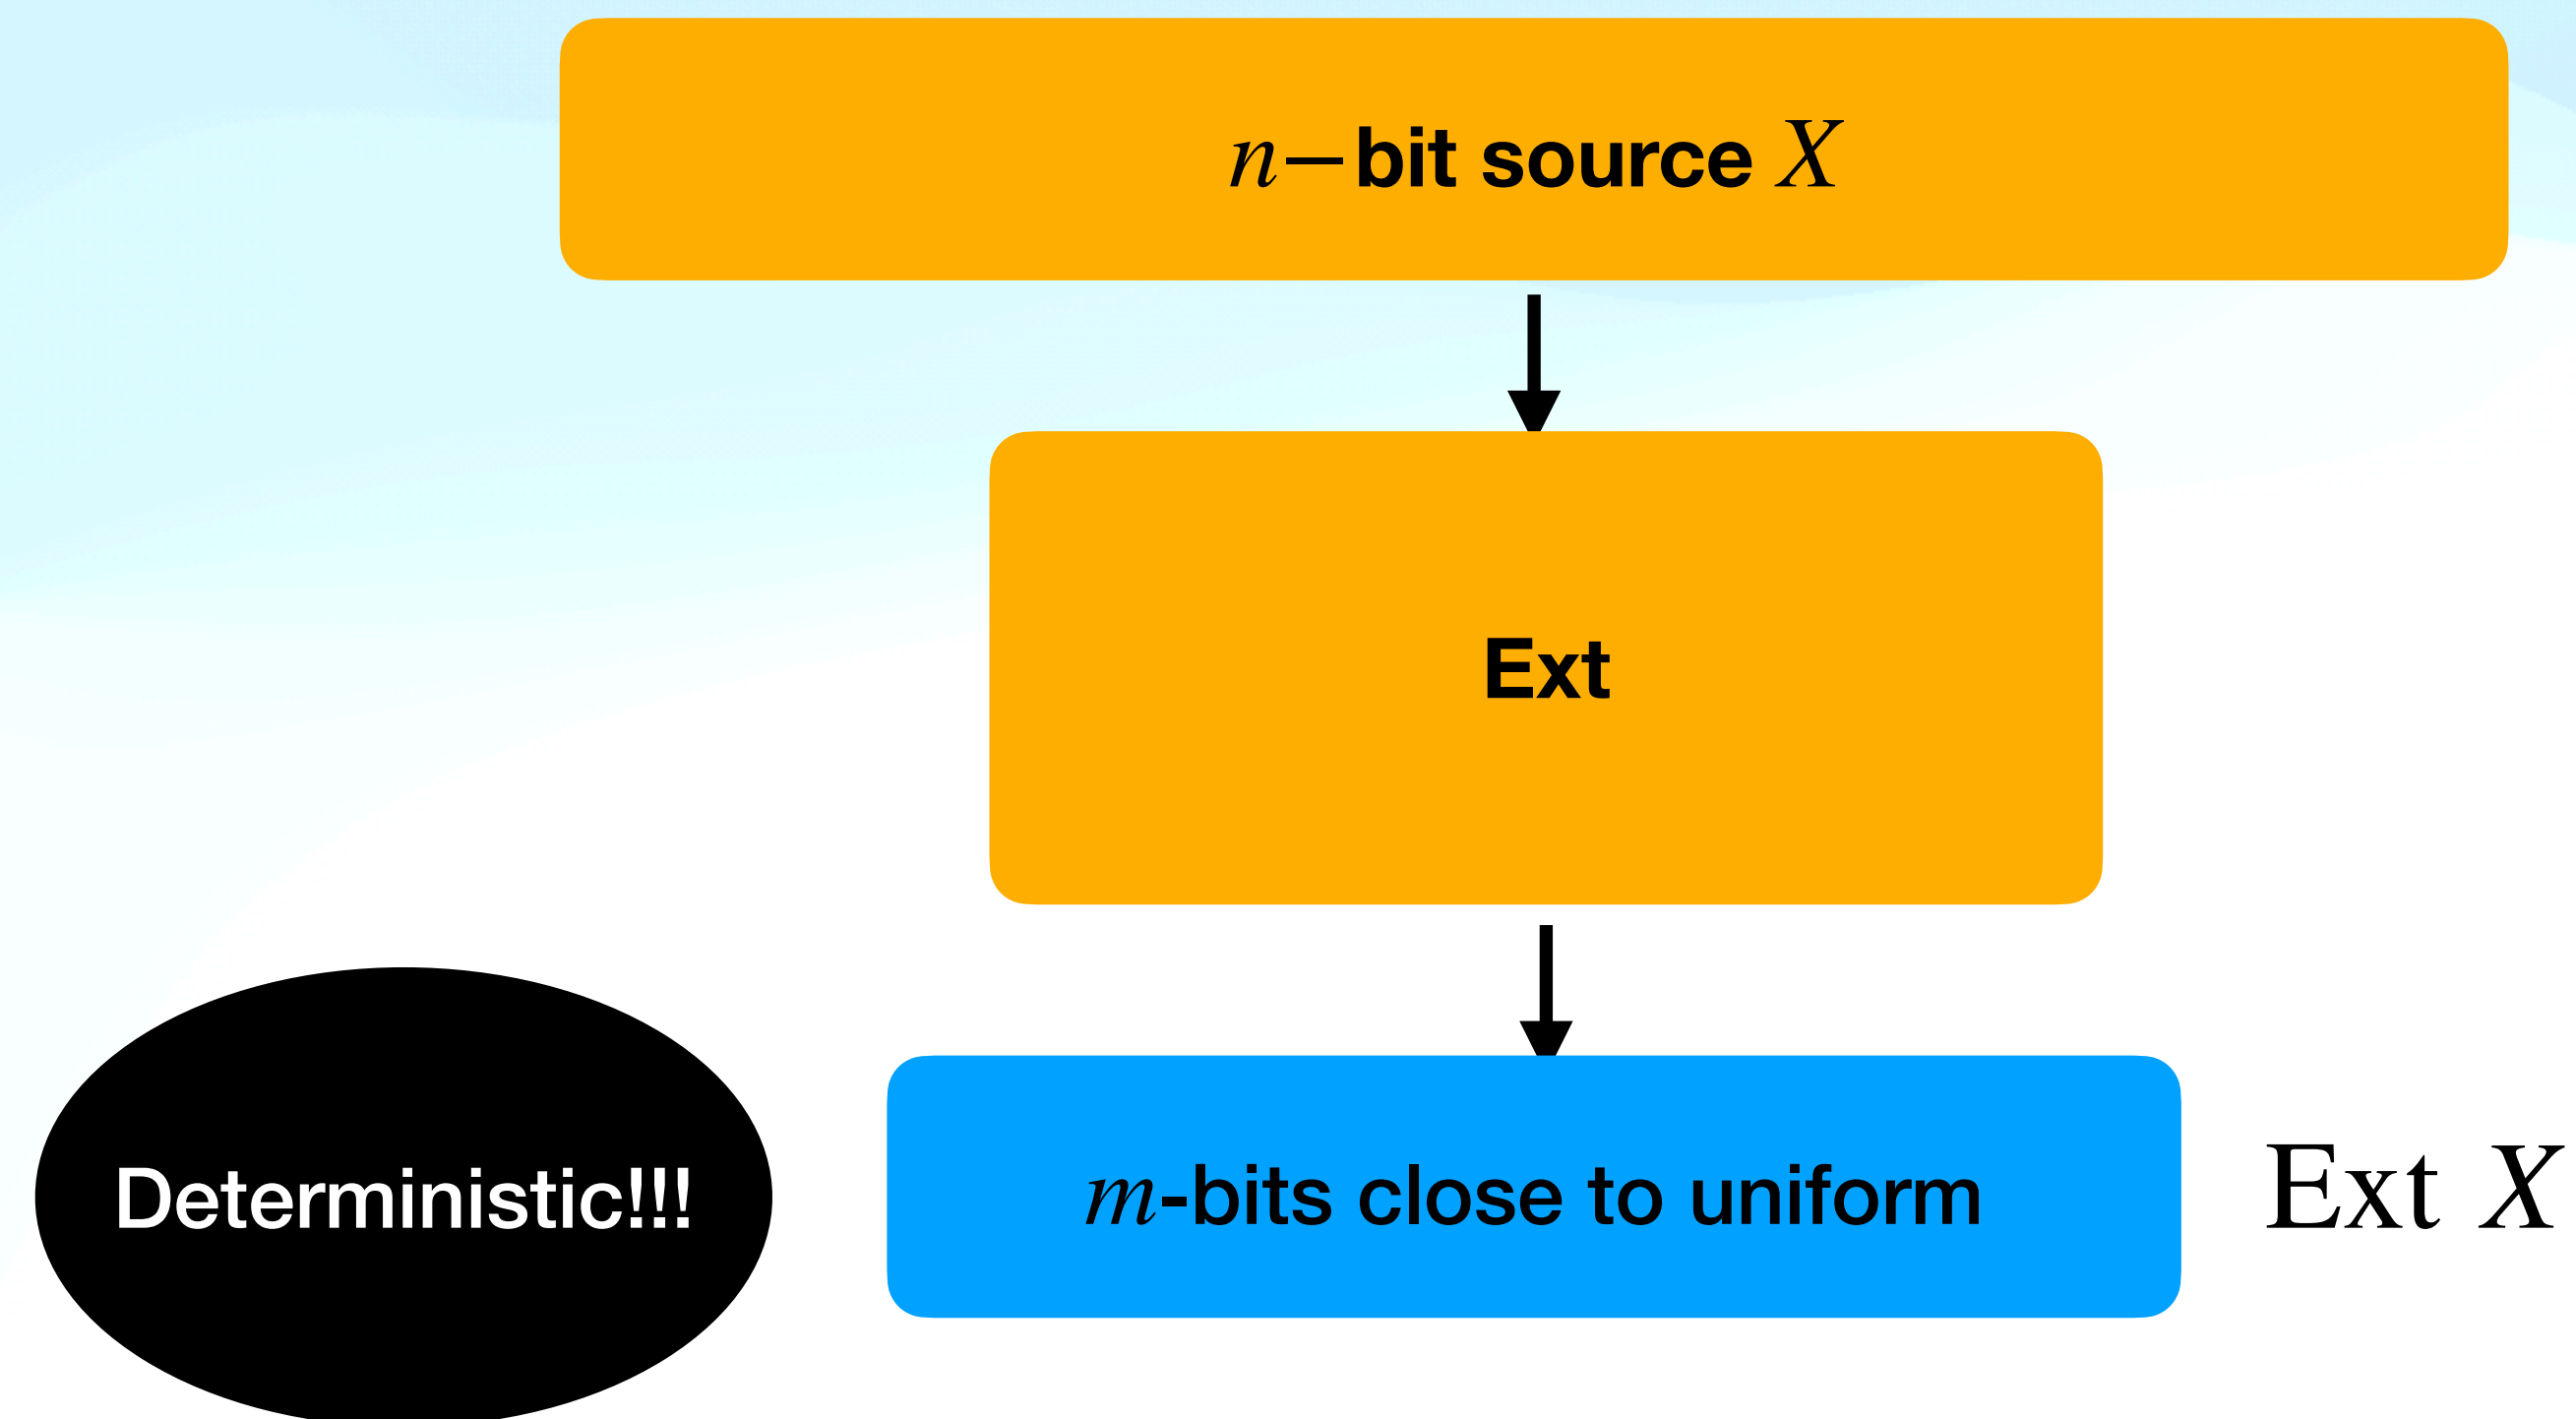 n–bit source X
Ext
Deterministic!!!
m-bits close to uniform
Ext X